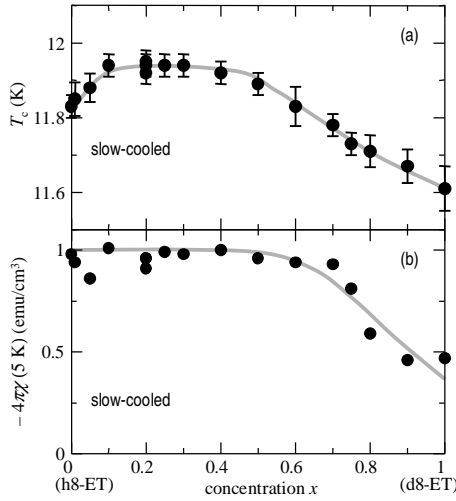 (a)
12
11.8
11.6
T_c (K)
slow-cooled
(b)
1
0.5
0
− 4πχ (5 K) (emu/cm³)
slow-cooled
0 0.2 0.4 0.6 0.8 1
(h8-ET) concentration x (d8-ET)